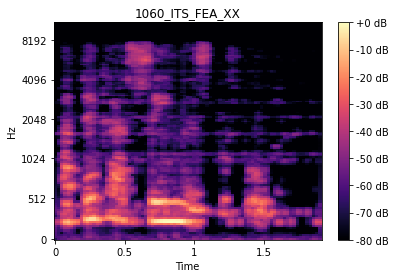 1060_ITS_FEA_XX
8192
4096
2048
1024
512
0
Hz
0
0.5
1
1.5
Time
+0 dB
-10 dB
-20 dB
-30 dB
-40 dB
-50 dB
-60 dB
-70 dB
-80 dB